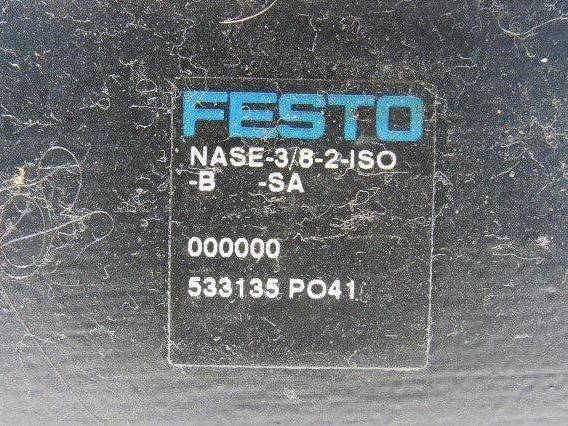 FESTO
NASE-3/8-2-ISO
-B -SA
000000
533135 PO41